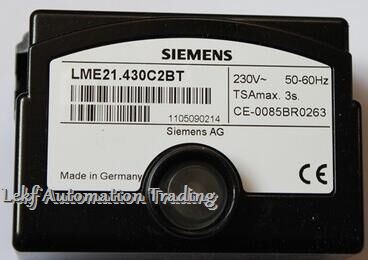 SIEMENS
LME21.430C2BT
230V~ 50-60Hz
TSAmax. 3s.
CE-0085BR0263
1105090214
Siemens AG
Made in Germany
CE
Lekf Automation Trading